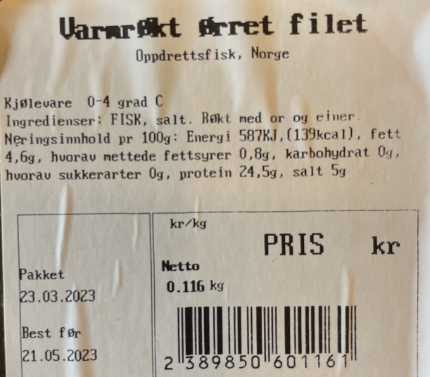 Varmrøkt Ørret filet
Oppdrettsfisk, Norge
Kjølevare 0-4 grad C
Ingredienser: FISK, salt. Røkt med or og einer.
Næringsinnhold pr 100g: Energi 587KJ,(139kcal), fett
4,6g, hvorav mettede fettsyrer 0,8g, karbohydrat 0g,
hvorav sukkerarter 0g, protein 24,5g, salt 5g
kr/kg
PRIS kr
Netto
0.116 kg
Pakket
23.03.2023
Best før
21.05.2023
2 389850 601161